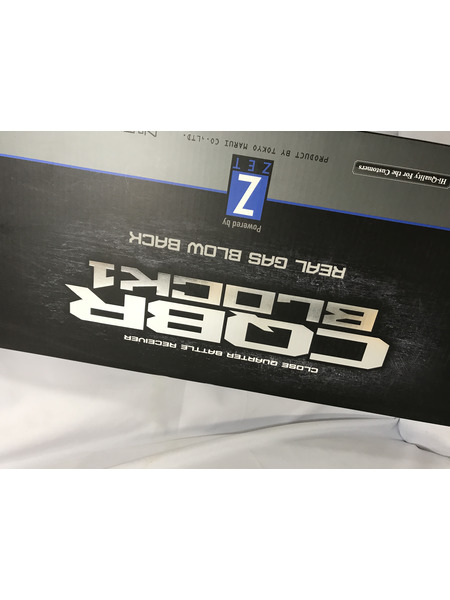 CLOSE QUARTER BATTLE RECEIVER
CQBR
BLOCK1
REAL GAS BLOW BACK
Powered by
Z
ZET
PRODUCT BY TOKYO MARUI CO.,LTD.
Hi-Quality For the Customers